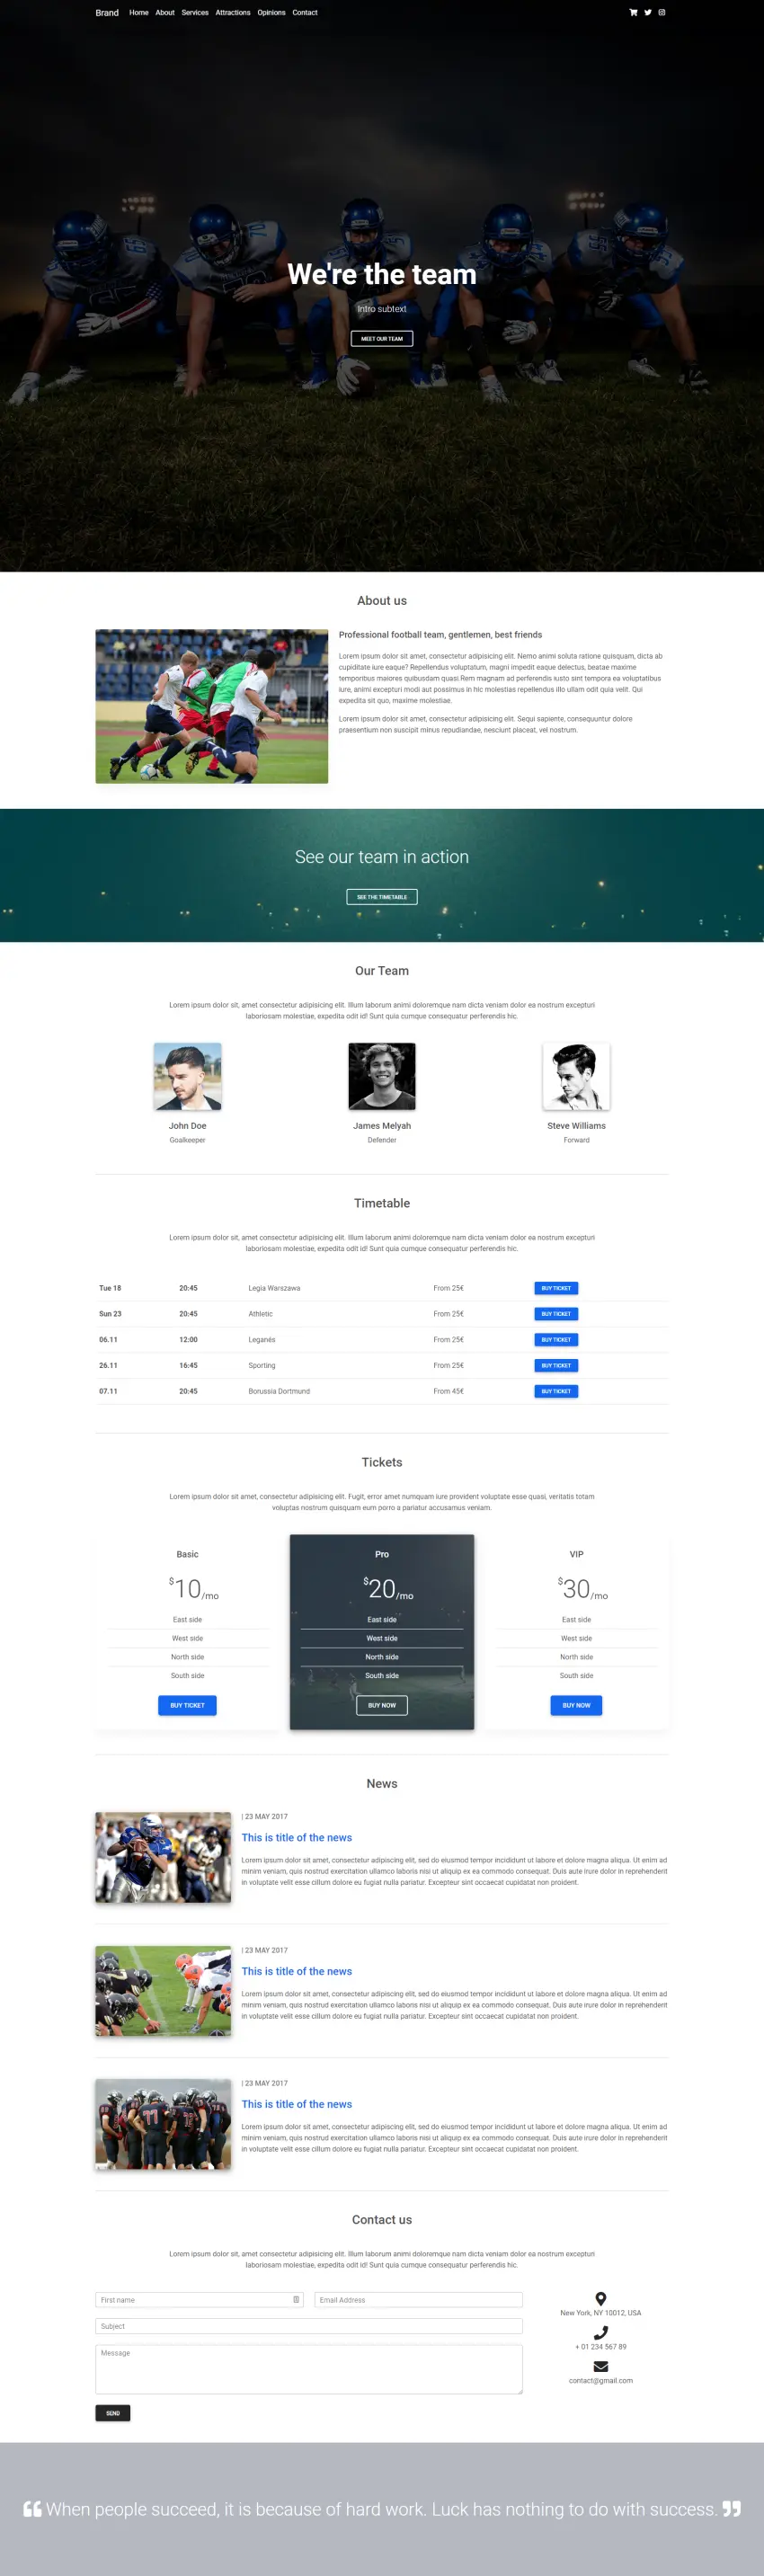 Brand Home About Services Attractions Opinions Contact
We're the team
Intro subtext
MEET OUR TEAM
About us
Professional football team, gentlemen, best friends
Lorem ipsum dolor sit amet, consectetur adipisicing elit. Nemo animi soluta ratione quisquam, dicta ab
cupiditate iure eaque? Repellendus voluptatum, magni impedit eaque delectus, beatae maxime
temporibus maiores quibusdam quasi.Rem magnam ad perferendis iusto sint tempora ea voluptatibus
iure, animi excepturi modi aut possimus in hic molestias repellendus illo ullam odit quia velit. Qui
expedita sit quo, maxime molestiae.
Lorem ipsum dolor sit amet, consectetur adipisicing elit. Sequi sapiente, consequuntur dolore
praesentium non suscipit minus repudiandae, nesciunt placeat, vel nostrum.
See our team in action
SEE THE TIMETABLE
Our Team
Lorem ipsum dolor sit, amet consectetur adipisicing elit. Illum laborum animi doloremque nam dicta veniam dolor ea nostrum excepturi
laboriosam molestiae, expedita odit id! Sunt quia cumque consequatur perferendis hic.
John Doe James Melyah Steve Williams
Goalkeeper Defender Forward
Timetable
Lorem ipsum dolor sit, amet consectetur adipisicing elit. Illum laborum animi doloremque nam dicta veniam dolor ea nostrum excepturi
laboriosam molestiae, expedita odit id! Sunt quia cumque consequatur perferendis hic.
Tue 18 20:45 Legia Warszawa From 25€ BUY TICKET
Sun 23 20:45 Athletic From 25€ BUY TICKET
06.11 12:00 Leganés From 25€ BUY TICKET
26.11 16:45 Sporting From 25€ BUY TICKET
07.11 20:45 Borussia Dortmund From 45€ BUY TICKET
Tickets
Lorem ipsum dolor sit amet, consectetur adipisicing elit. Fugit, error amet numquam iure provident voluptate esse quasi, veritatis totam
voluptas nostrum quisquam eum porro a pariatur accusamus veniam.
Basic Pro VIP
$10/mo $20/mo $30/mo
East side East side East side
West side West side West side
North side North side North side
South side South side South side
BUY TICKET BUY NOW BUY NOW
News
| 23 MAY 2017
This is title of the news
Lorem ipsum dolor sit amet, consectetur adipisicing elit, sed do eiusmod tempor incididunt ut labore et dolore magna aliqua. Ut enim ad
minim veniam, quis nostrud exercitation ullamco laboris nisi ut aliquip ex ea commodo consequat. Duis aute irure dolor in reprehenderit
in voluptate velit esse cillum dolore eu fugiat nulla pariatur. Excepteur sint occaecat cupidatat non proident.
| 23 MAY 2017
This is title of the news
Lorem ipsum dolor sit amet, consectetur adipisicing elit, sed do eiusmod tempor incididunt ut labore et dolore magna aliqua. Ut enim ad
minim veniam, quis nostrud exercitation ullamco laboris nisi ut aliquip ex ea commodo consequat. Duis aute irure dolor in reprehenderit
in voluptate velit esse cillum dolore eu fugiat nulla pariatur. Excepteur sint occaecat cupidatat non proident.
| 23 MAY 2017
This is title of the news
Lorem ipsum dolor sit amet, consectetur adipisicing elit, sed do eiusmod tempor incididunt ut labore et dolore magna aliqua. Ut enim ad
minim veniam, quis nostrud exercitation ullamco laboris nisi ut aliquip ex ea commodo consequat. Duis aute irure dolor in reprehenderit
in voluptate velit esse cillum dolore eu fugiat nulla pariatur. Excepteur sint occaecat cupidatat non proident.
Contact us
Lorem ipsum dolor sit, amet consectetur adipisicing elit. Illum laborum animi doloremque nam dicta veniam dolor ea nostrum excepturi
laboriosam molestiae, expedita odit id! Sunt quia cumque consequatur perferendis hic.
First name Email Address
Subject
Message
SEND
New York, NY 10012, USA
+ 01 234 567 89
contact@gmail.com
“ When people succeed, it is because of hard work. Luck has nothing to do with success. ”